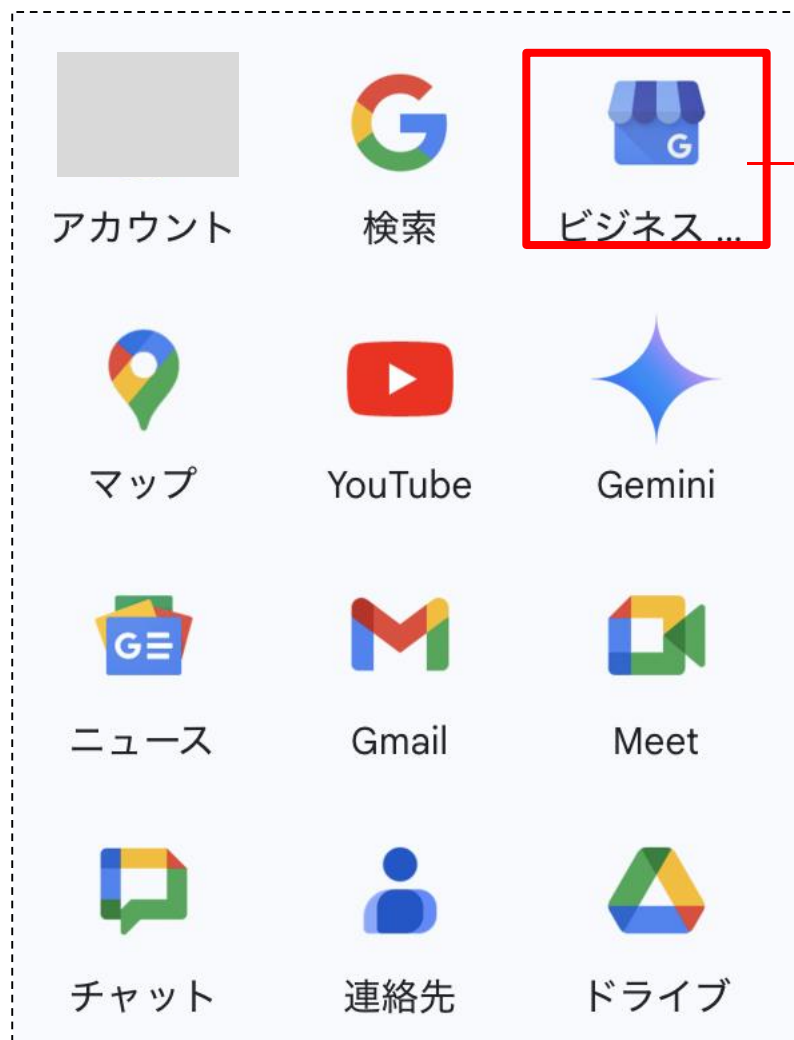 アカウント
検索
ビジネス ...
マップ
YouTube
Gemini
ニュース
Gmail
Meet
チャット
連絡先
ドライブ